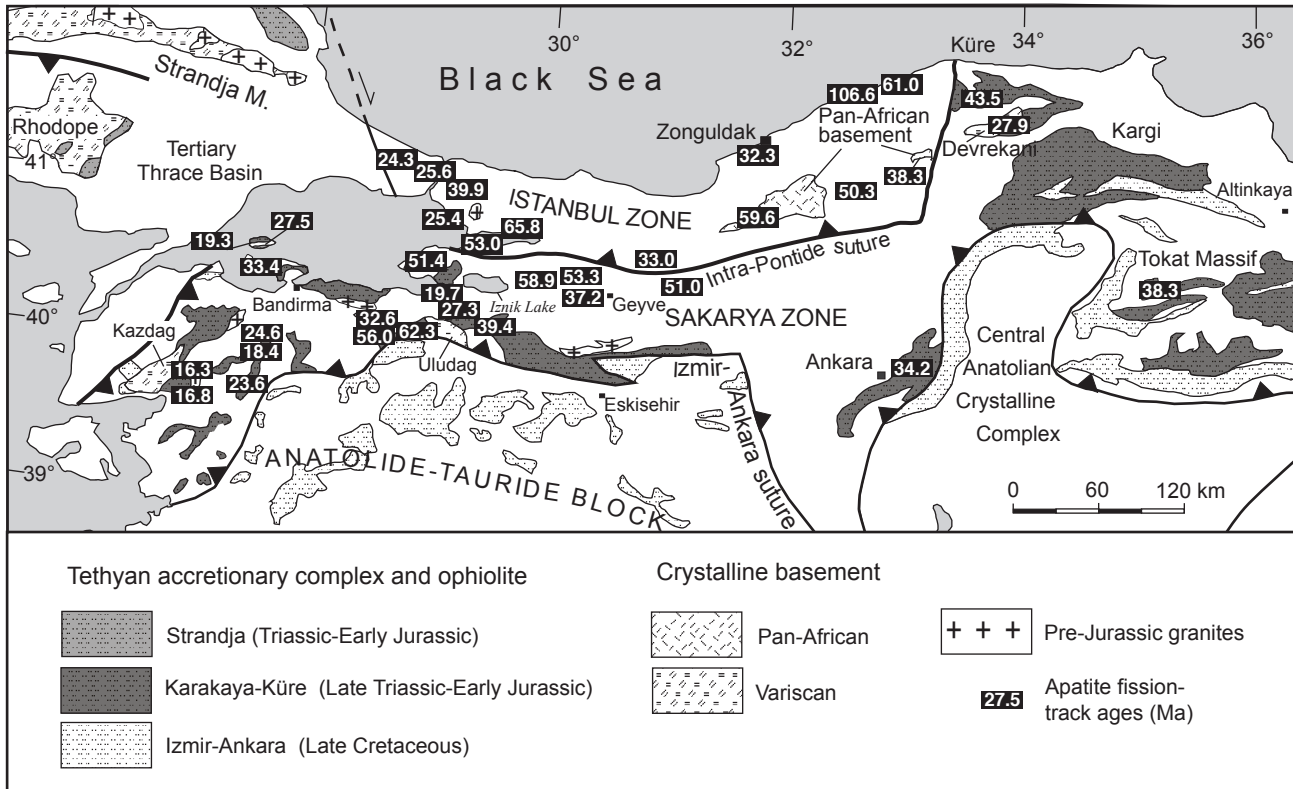 30°
32°
34°
36°
Küre
Strandja M.
Black Sea
106.6
61.0
43.5
Rhodope
Zonguldak
Pan-African
basement
27.9
Kargi
Devrekani
41°
Tertiary
Thrace Basin
24.3
25.6
32.3
38.3
39.9
50.3
Altinkaya
ISTANBUL ZONE
25.4
65.8
59.6
27.5
19.3
53.0
33.4
51.4
33.0
Intra-Pontide suture
Tokat Massif
58.9
53.3
51.0
38.3
19.7
Iznik Lake
37.2
Geyve
Bandirma
27.3
40°
32.6
39.4
SAKARYA ZONE
Kazdag
24.6
56.0
62.3
Central
Anatolian
Crystalline
Complex
18.4
Uludag
Ankara
34.2
16.3
23.6
16.8
Izmir-
Ankara suture
Eskisehir
39°
ANATOLIDE-TAURIDE BLOCK
0 60 120 km
Tethyan accretionary complex and ophiolite
Strandja (Triassic-Early Jurassic)
Karakaya-Küre (Late Triassic-Early Jurassic)
Izmir-Ankara (Late Cretaceous)
Crystalline basement
Pan-African
Variscan
Pre-Jurassic granites
27.5
Apatite fission-
track ages (Ma)